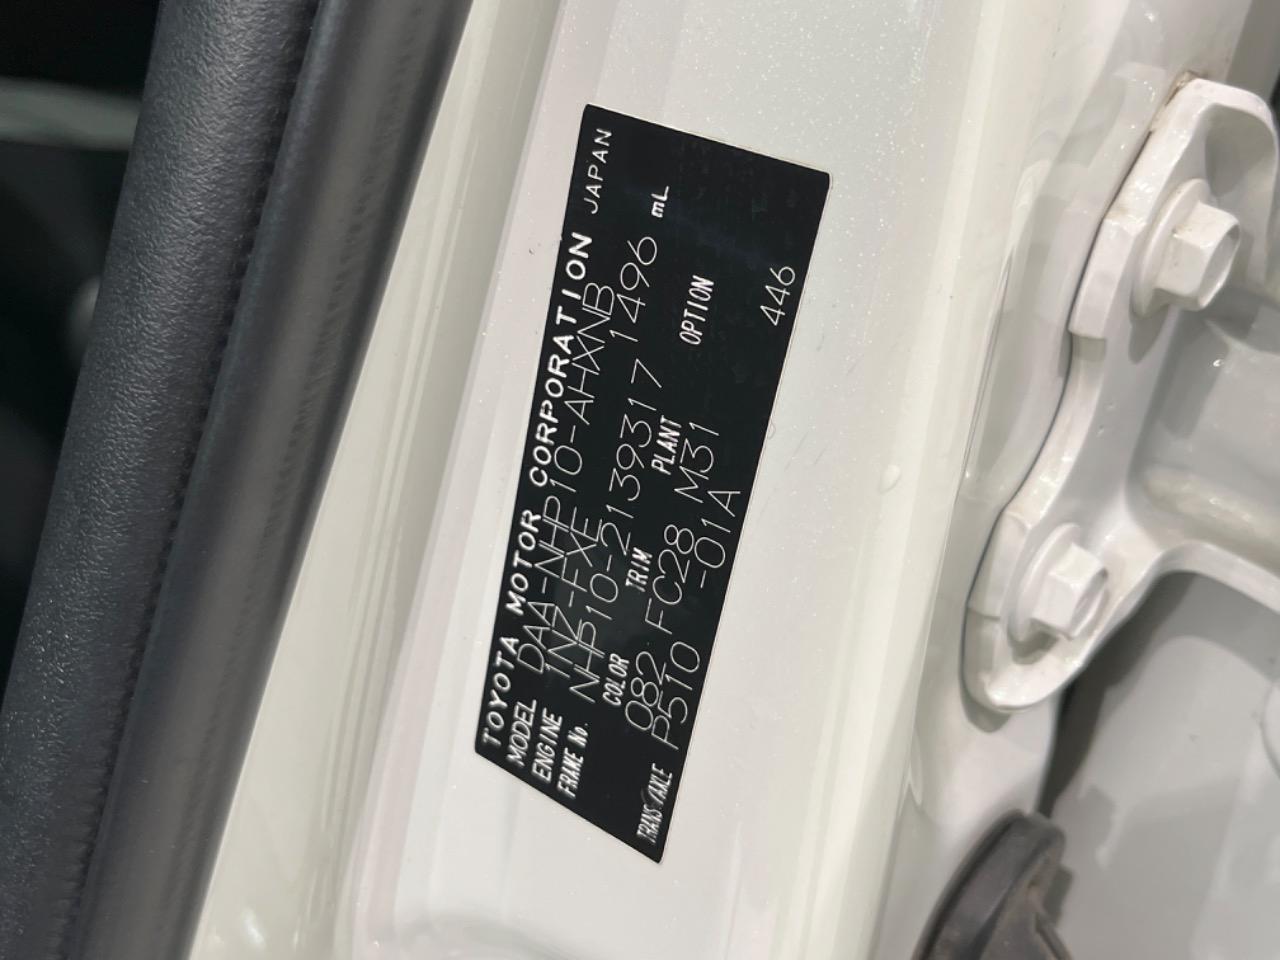 TOYOTA MOTOR CORPORATION JAPAN
MODEL DAA-NHP10-AHXNB
ENGINE 1NZ-FXE 1496 mL
FRAME No. NHP10-2139317
COLOR TRIM PLANT OPTION
082 FC28 M31
TRANS/AXLE P510 -01A 446